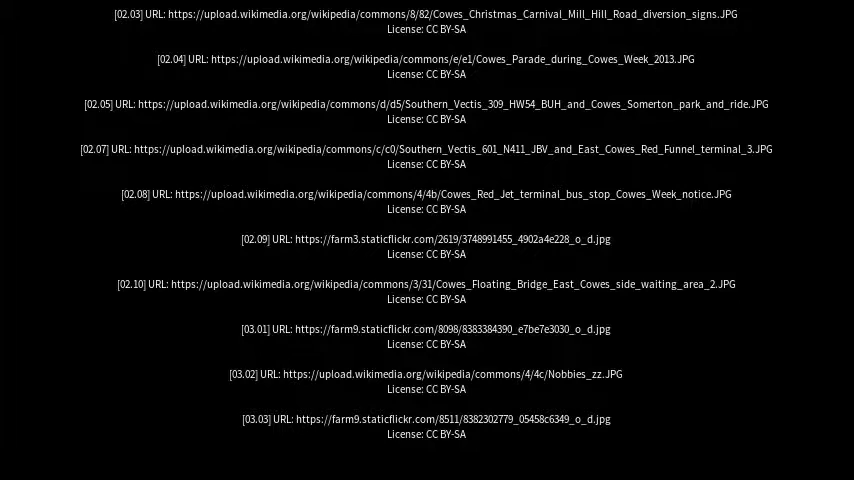 [02.03] URL: https://upload.wikimedia.org/wikipedia/commons/8/82/Cowes_Christmas_Carnival_Mill_Hill_Road_diversion_signs.JPG
License: CC BY-SA
[02.04] URL: https://upload.wikimedia.org/wikipedia/commons/e/e1/Cowes_Parade_during_Cowes_Week_2013.JPG
License: CC BY-SA
[02.05] URL: https://upload.wikimedia.org/wikipedia/commons/d/d5/Southern_Vectis_309_HW54_BUH_and_Cowes_Somerton_park_and_ride.JPG
License: CC BY-SA
[02.07] URL: https://upload.wikimedia.org/wikipedia/commons/c/c0/Southern_Vectis_601_N411_JBV_and_East_Cowes_Red_Funnel_terminal_3.JPG
License: CC BY-SA
[02.08] URL: https://upload.wikimedia.org/wikipedia/commons/4/4b/Cowes_Red_Jet_terminal_bus_stop_Cowes_Week_notice.JPG
License: CC BY-SA
[02.09] URL: https://farm3.staticflickr.com/2619/3748991455_4902a4e228_o_d.jpg
License: CC BY-SA
[02.10] URL: https://upload.wikimedia.org/wikipedia/commons/3/31/Cowes_Floating_Bridge_East_Cowes_side_waiting_area_2.JPG
License: CC BY-SA
[03.01] URL: https://farm9.staticflickr.com/8098/8383384390_e7be7e3030_o_d.jpg
License: CC BY-SA
[03.02] URL: https://upload.wikimedia.org/wikipedia/commons/4/4c/Nobbies_zz.JPG
License: CC BY-SA
[03.03] URL: https://farm9.staticflickr.com/8511/8382302779_05458c6349_o_d.jpg
License: CC BY-SA